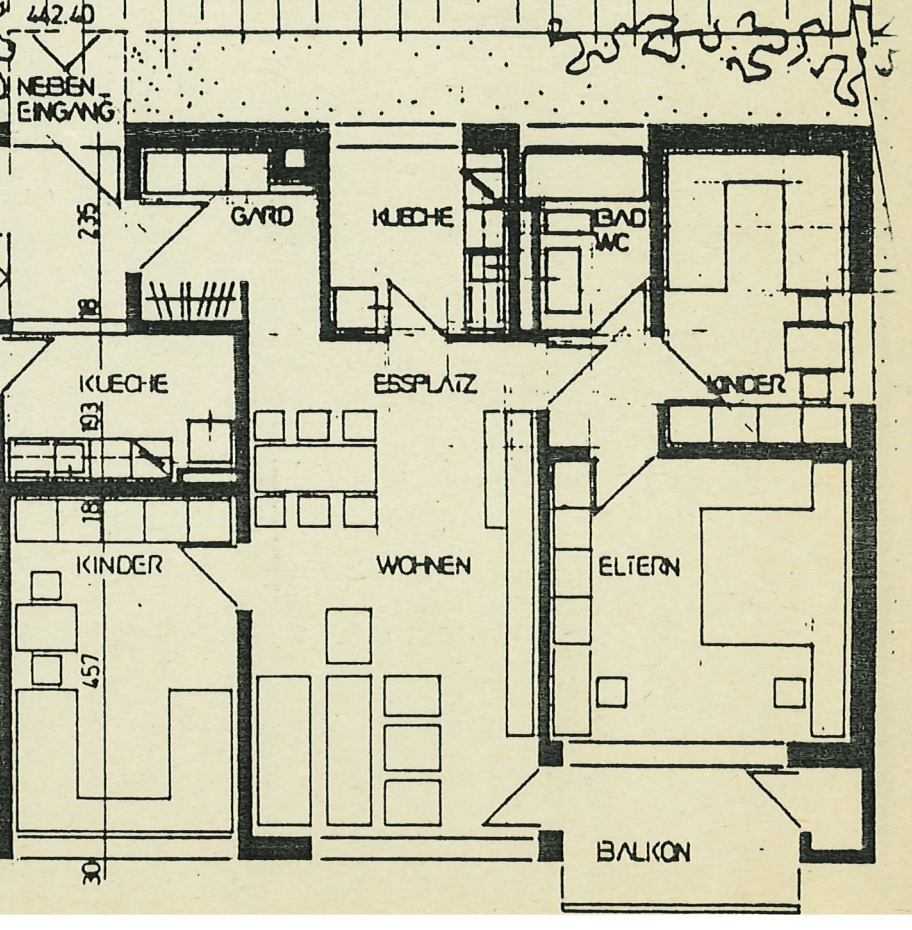 442.40
NEBEN_
EINGANG
235
GARD
KUECHE
BAD
WC
18
KUECHE
ESSPLATZ
KINDER
193
18
KINDER
WOHNEN
ELTERN
457
30
BALKON